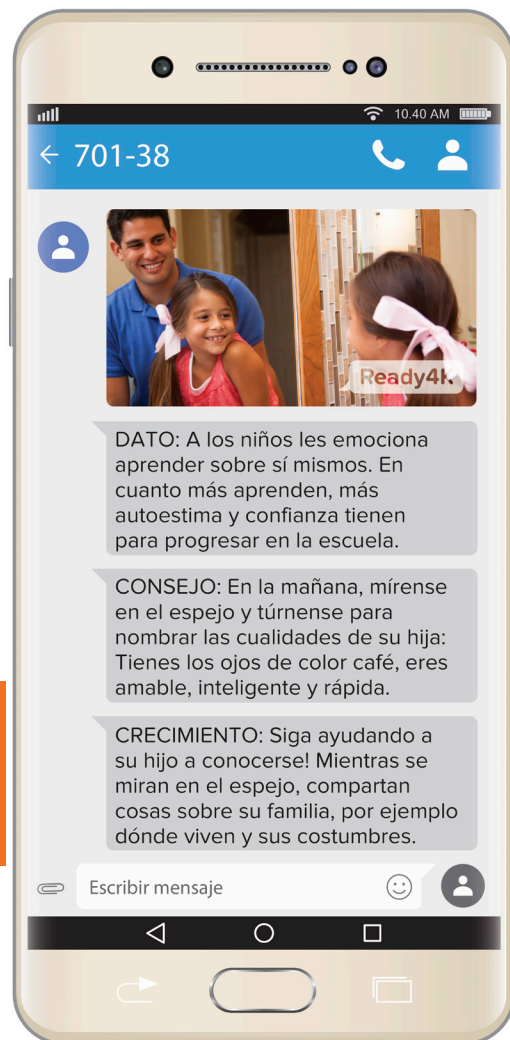 10.40 AM
701-38
Ready4K
DATO: A los niños les emociona
aprender sobre sí mismos. En
cuanto más aprenden, más
autoestima y confianza tienen
para progresar en la escuela.
CONSEJO: En la mañana, mírense
en el espejo y túrnense para
nombrar las cualidades de su hija:
Tienes los ojos de color café, eres
amable, inteligente y rápida.
CRECIMIENTO: Siga ayudando a
su hijo a conocerse! Mientras se
miran en el espejo, compartan
cosas sobre su familia, por ejemplo
dónde viven y sus costumbres.
Escribir mensaje